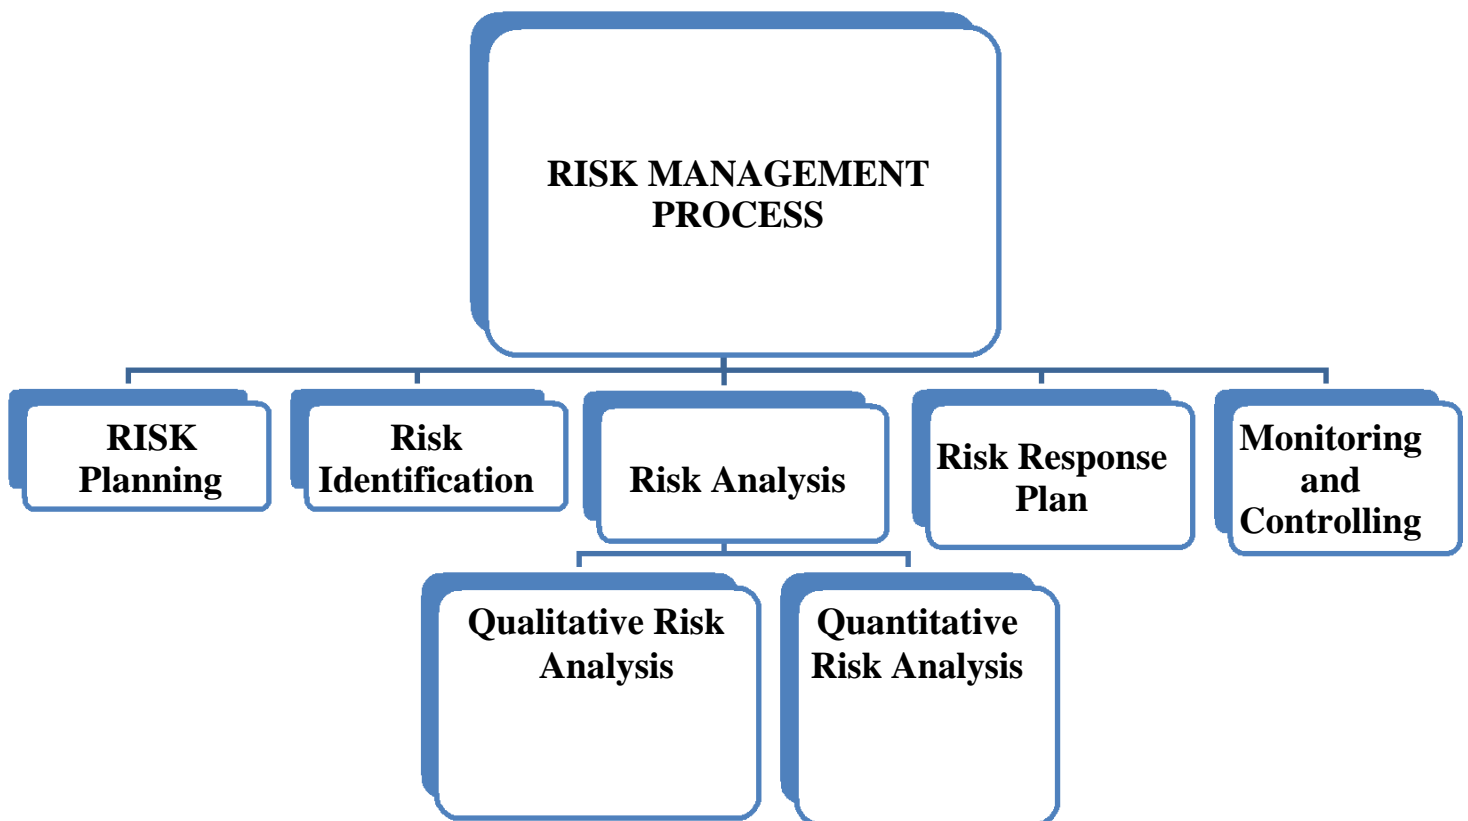 RISK MANAGEMENT
PROCESS
RISK
Planning
Risk
Identification
Risk Analysis
Risk Response
Plan
Monitoring
and
Controlling
Qualitative Risk
Analysis
Quantitative
Risk Analysis